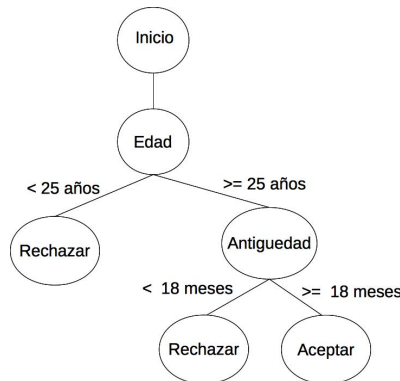 Inicio
Edad
< 25 años
>= 25 años
Rechazar
Antiguedad
< 18 meses
>= 18 meses
Rechazar
Aceptar